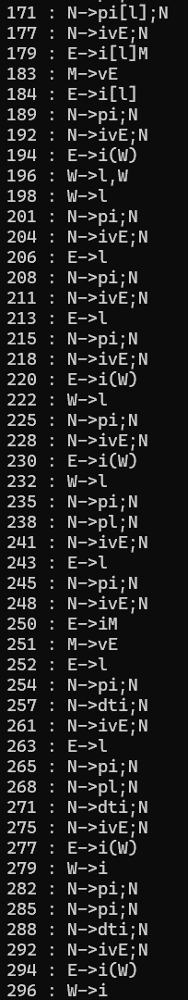 171 : N->pi[l];N
177 : N->ivE;N
179 : E->i[l]M
183 : M->vE
184 : E->i[l]
189 : N->pi;N
192 : N->ivE;N
194 : E->i(W)
196 : W->l,W
198 : W->l
201 : N->pi;N
204 : N->ivE;N
206 : E->l
208 : N->pi;N
211 : N->ivE;N
213 : E->l
215 : N->pi;N
218 : N->ivE;N
220 : E->i(W)
222 : W->l
225 : N->pi;N
228 : N->ivE;N
230 : E->i(W)
232 : W->l
235 : N->pi;N
238 : N->pl;N
241 : N->ivE;N
243 : E->l
245 : N->pi;N
248 : N->ivE;N
250 : E->iM
251 : M->vE
252 : E->l
254 : N->pi;N
257 : N->dti;N
261 : N->ivE;N
263 : E->l
265 : N->pi;N
268 : N->pl;N
271 : N->dti;N
275 : N->ivE;N
277 : E->i(W)
279 : W->i
282 : N->pi;N
285 : N->pi;N
288 : N->dti;N
292 : N->ivE;N
294 : E->i(W)
296 : W->i